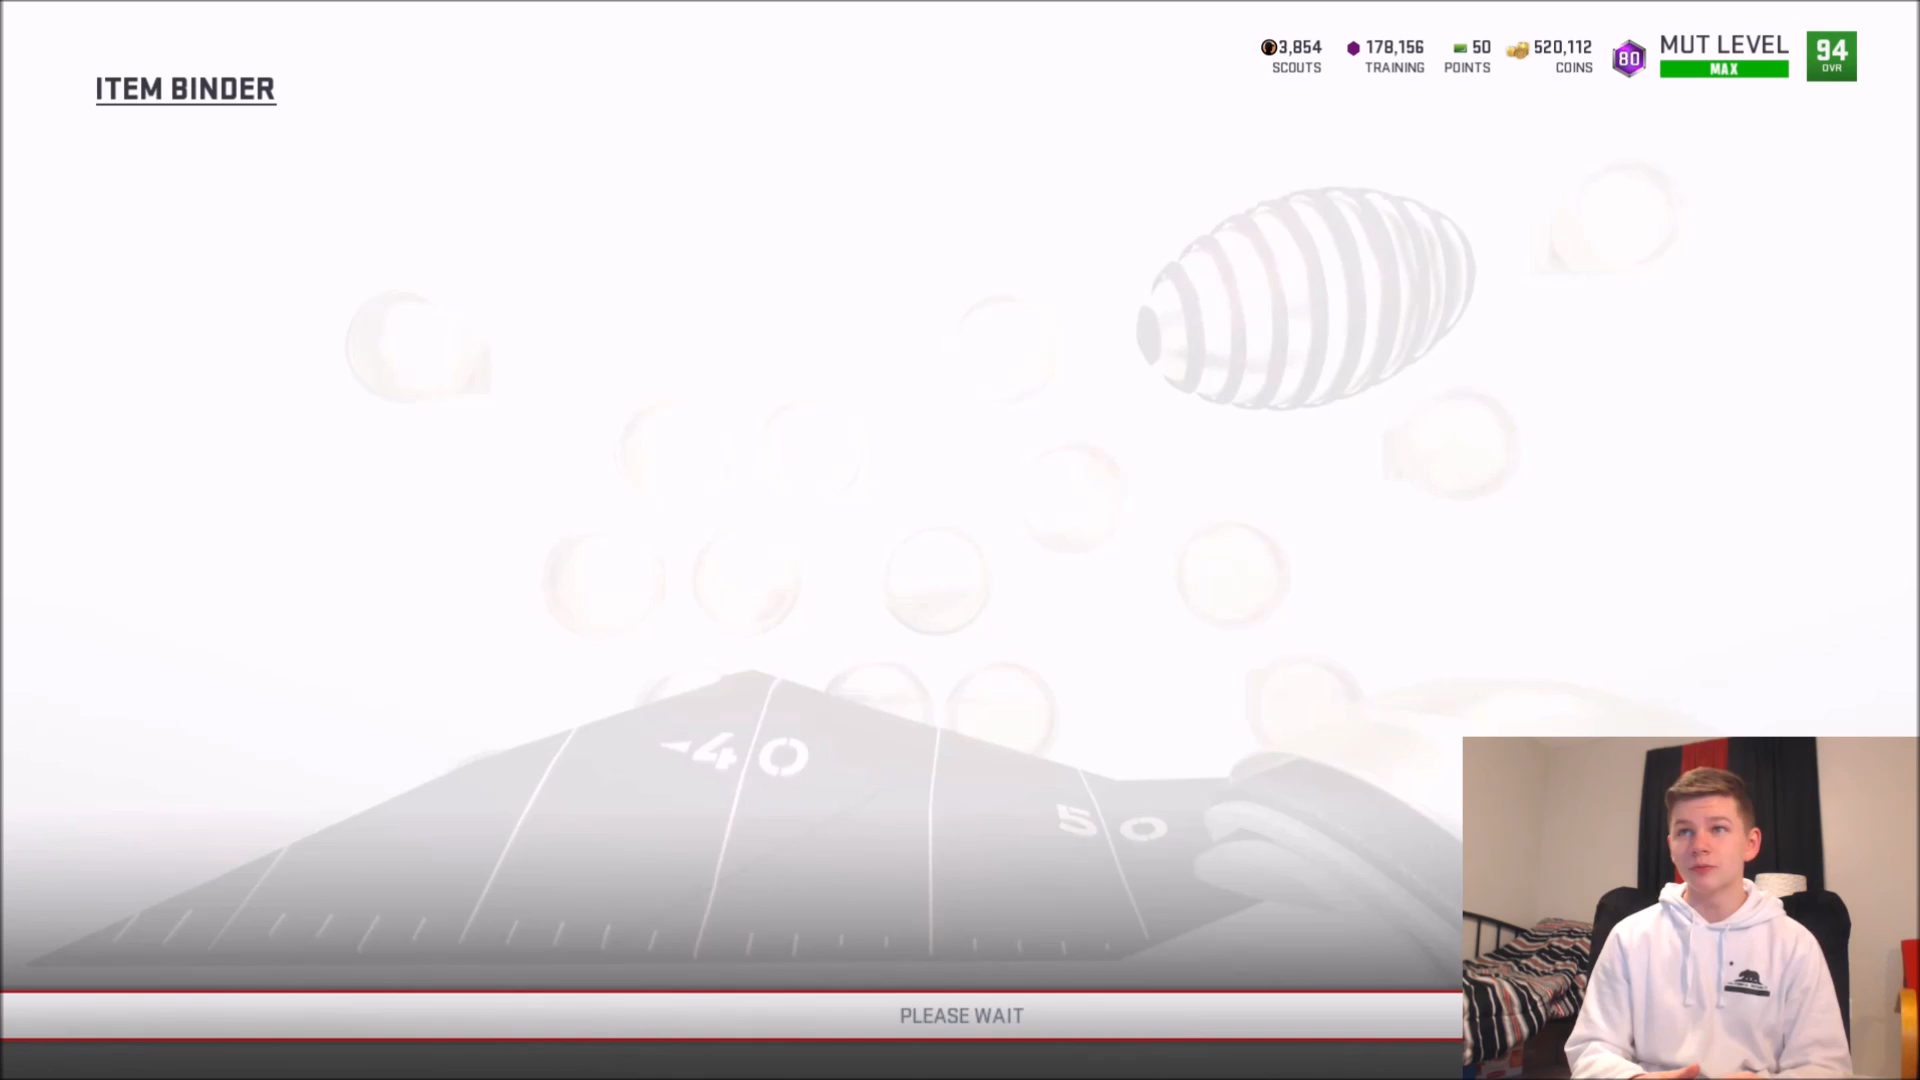 ITEM BINDER
3,854
SCOUTS
178,156
TRAINING
50
POINTS
520,112
COINS
80
MUT LEVEL
MAX
94
OVR
40
50
PLEASE WAIT